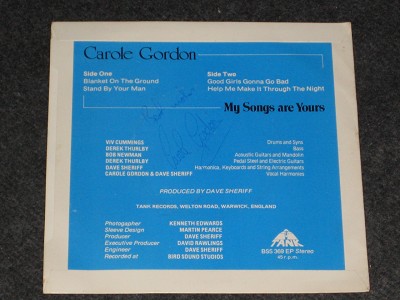 Carole Gordon
Side One
Blanket On The Ground
Stand By Your Man
Side Two
Good Girls Gonna Go Bad
Help Me Make It Through The Night
My Songs are Yours
VIV CUMMINGS Drums and Syns
DEREK THURLBY Bass
ROB NEWMAN Acoustic Guitars and Mandolin
DEREK THURLBY Pedal Steel and Electric Guitars
DAVE SHERIFF Harmonica, Keyboards and String Arrangements
CAROLE GORDON & DAVE SHERIFF Vocal Harmonies
PRODUCED BY DAVE SHERIFF
TANK RECORDS, WELTON ROAD, WARWICK, ENGLAND
Photographer KENNETH EDWARDS
Sleeve Design MARTIN PEARCE
Producer DAVE SHERIFF
Executive Producer DAVID RAWLINGS
Engineer DAVE SHERIFF
Recorded at BIRD SOUND STUDIOS
TANK
BSS 369 EP Stereo
45 r.p.m.